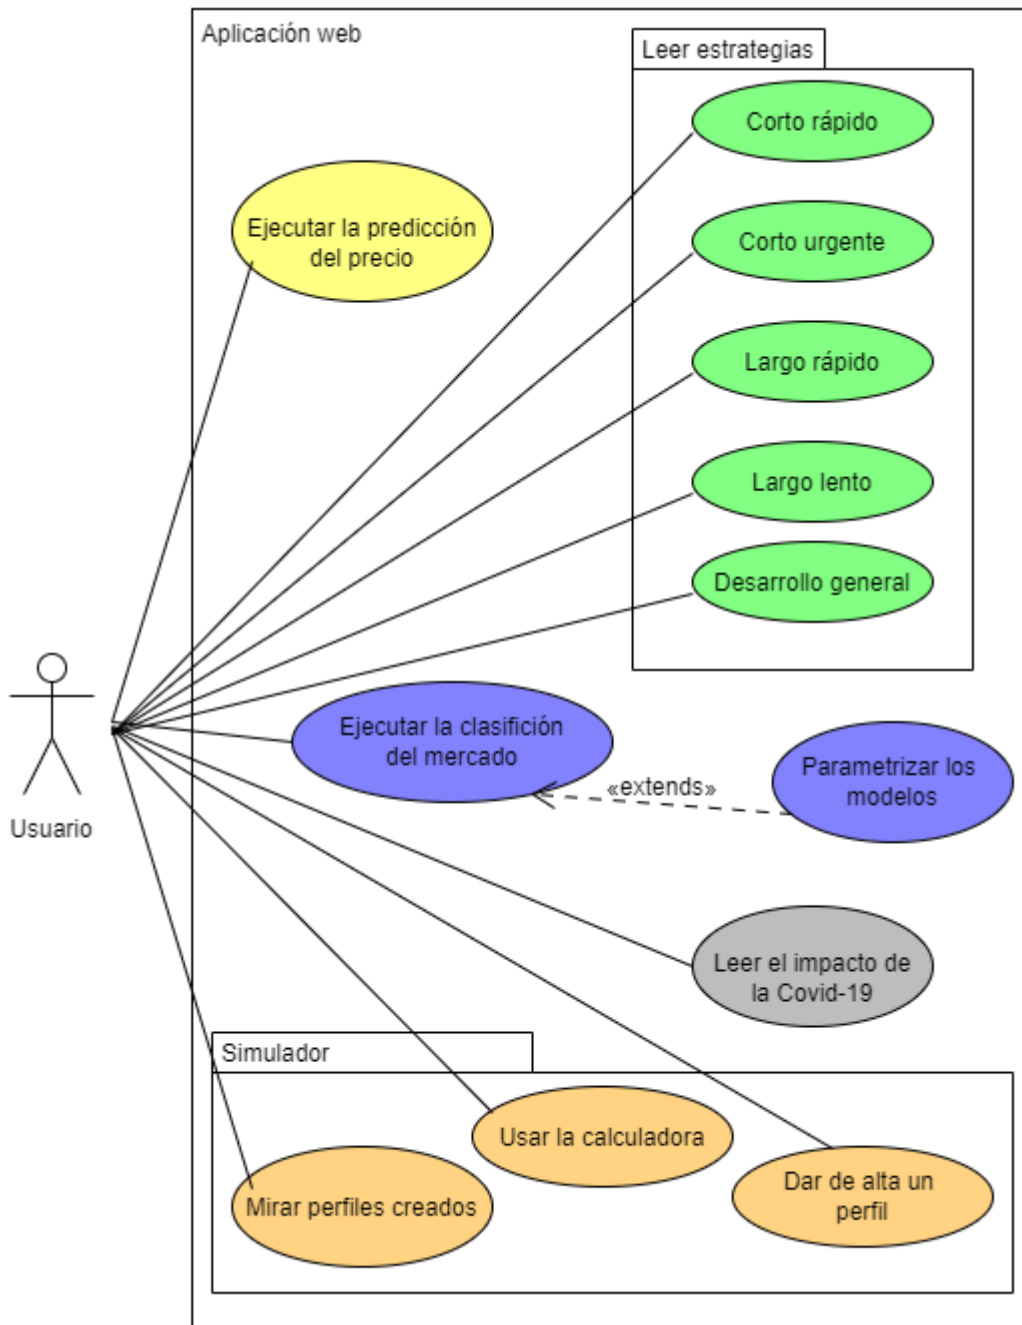 Aplicación web
Leer estrategias
Corto rápido
Ejecutar la predicción
del precio
Corto urgente
Largo rápido
Largo lento
Desarrollo general
Ejecutar la clasifición
del mercado
«extends»
Parametrizar los
modelos
Usuario
Leer el impacto de
la Covid-19
Simulador
Usar la calculadora
Mirar perfiles creados
Dar de alta un
perfil